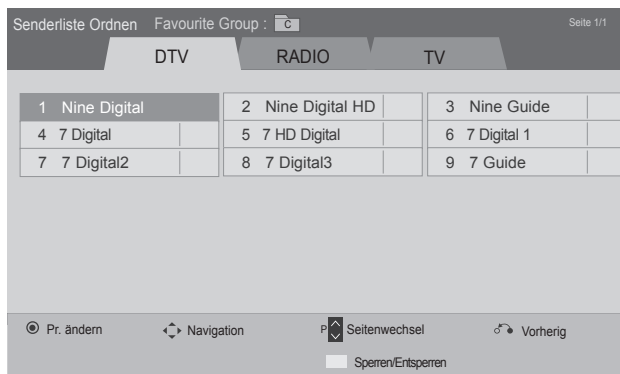 Senderliste Ordnen Favourite Group : C Seite 1/1
DTV RADIO TV
1 Nine Digital 2 Nine Digital HD 3 Nine Guide
4 7 Digital 5 7 HD Digital 6 7 Digital 1
7 7 Digital2 8 7 Digital3 9 7 Guide
Pr. ändern Navigation P Seitenwechsel Vorherig
Sperren/Entsperren